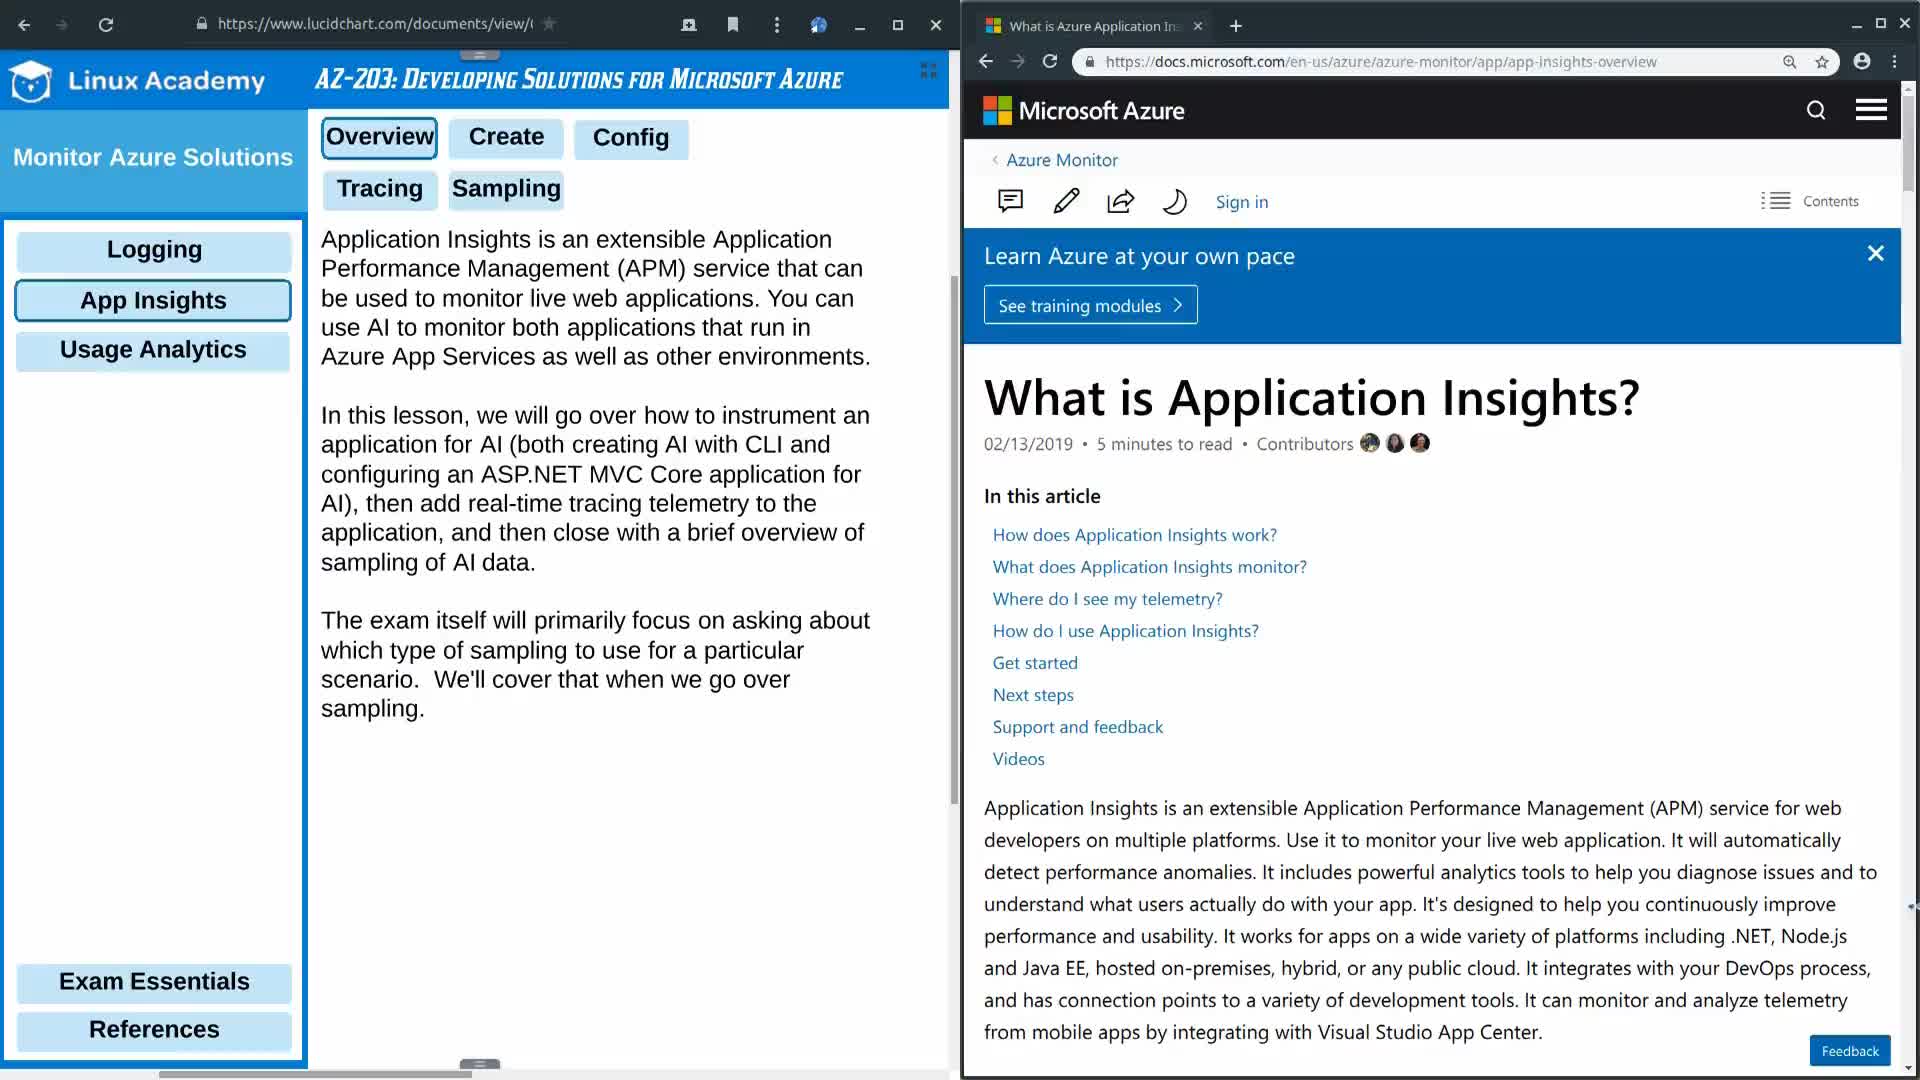 https://www.lucidchart.com/documents/view/
Linux Academy
AZ-203: Developing Solutions for Microsoft Azure
Monitor Azure Solutions
Logging
App Insights
Usage Analytics
Exam Essentials
References
Overview
Create
Config
Tracing
Sampling
Application Insights is an extensible Application
Performance Management (APM) service that can
be used to monitor live web applications. You can
use AI to monitor both applications that run in
Azure App Services as well as other environments.
In this lesson, we will go over how to instrument an
application for AI (both creating AI with CLI and
configuring an ASP.NET MVC Core application for
AI), then add real-time tracing telemetry to the
application, and then close with a brief overview of
sampling of AI data.
The exam itself will primarily focus on asking about
which type of sampling to use for a particular
scenario.  We'll cover that when we go over
sampling.
What is Azure Application In
https://docs.microsoft.com/en-us/azure/azure-monitor/app/app-insights-overview
Microsoft Azure
Azure Monitor
Sign in
Contents
Learn Azure at your own pace
See training modules
What is Application Insights?
02/13/2019 • 5 minutes to read • Contributors
In this article
How does Application Insights work?
What does Application Insights monitor?
Where do I see my telemetry?
How do I use Application Insights?
Get started
Next steps
Support and feedback
Videos
Application Insights is an extensible Application Performance Management (APM) service for web
developers on multiple platforms. Use it to monitor your live web application. It will automatically
detect performance anomalies. It includes powerful analytics tools to help you diagnose issues and to
understand what users actually do with your app. It's designed to help you continuously improve
performance and usability. It works for apps on a wide variety of platforms including .NET, Node.js
and Java EE, hosted on-premises, hybrid, or any public cloud. It integrates with your DevOps process,
and has connection points to a variety of development tools. It can monitor and analyze telemetry
from mobile apps by integrating with Visual Studio App Center.
Feedback